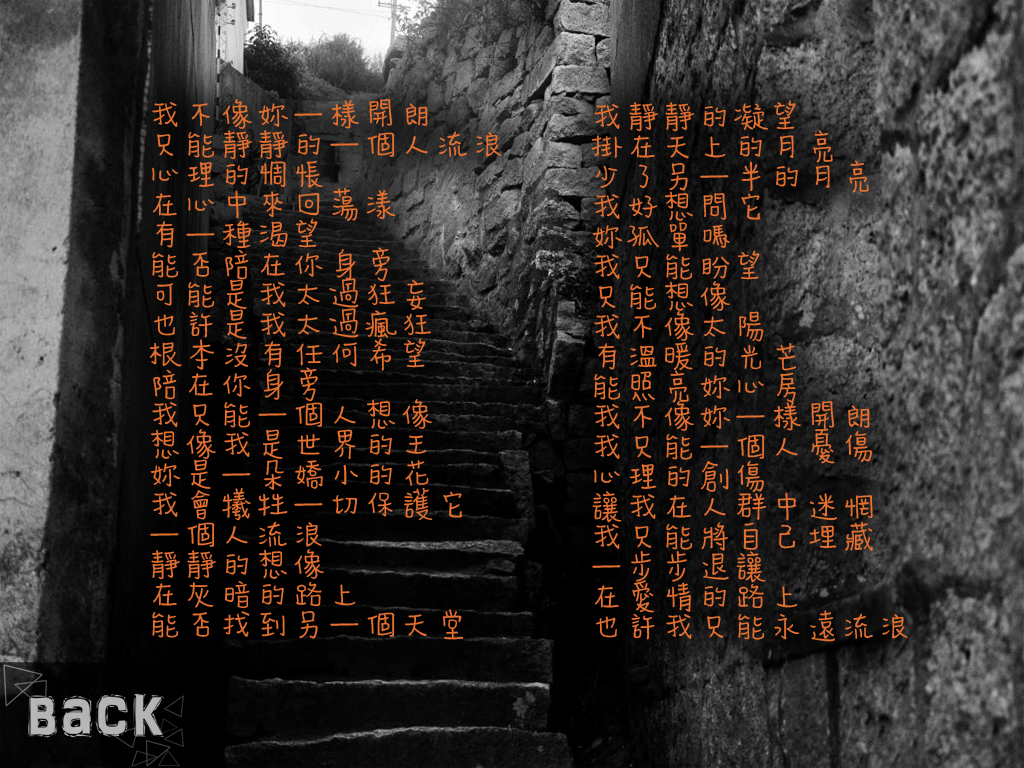 我不能像妳一樣開朗
只能靜靜的一個人流浪
心理的惆悵
在心中來回蕩漾
有一種渴望
能否陪在你身旁
可能是我太過狂妄
也許是我太過瘋狂
根本沒有任何希望
陪在你身旁
我只能一個人想像
想像我是世界的王
妳是一朵嬌小的花
我會犧牲一切保護它
一個人流浪
靜靜的想像
在灰暗的路上
能否找到另一個天堂
我靜靜的凝望
掛在天上的月亮
少了另一半的月亮
我好想問它
妳孤單嗎
我只能盼望
只能想像
我不像太陽
有溫暖的光芒
能照亮妳心房
我不像妳一樣開朗
我只能一個人憂傷
心理的創傷
讓我在人群中迷惘
我只能將自己埋藏
一步步退讓
在愛情的路上
也許我只能永遠流浪
BACK